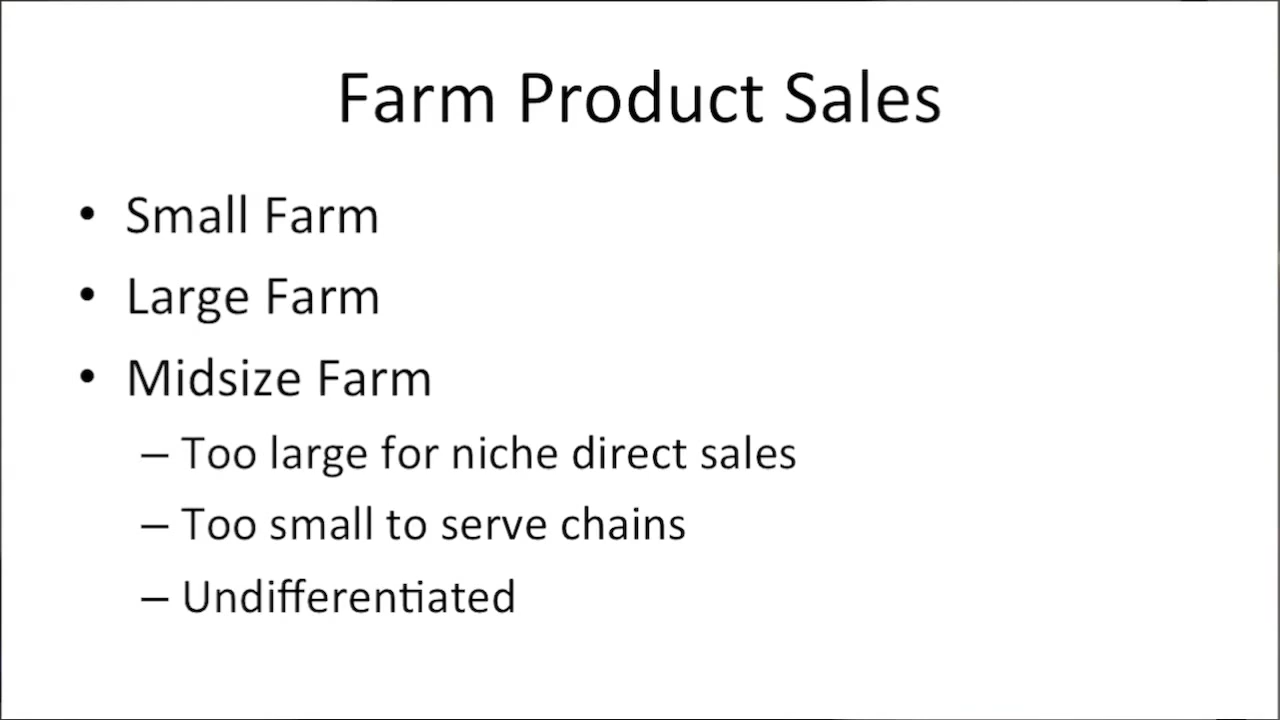 Farm Product Sales
• Small Farm
• Large Farm
• Midsize Farm
– Too large for niche direct sales
– Too small to serve chains
– Undifferentiated